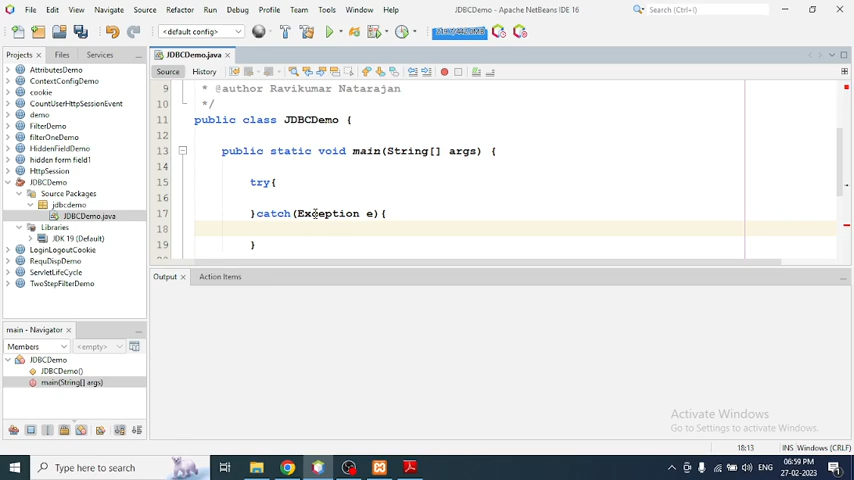 File Edit View Navigate Source Refactor Run Debug Profile Team Tools Window Help
JDBCDemo - Apache NetBeans IDE 16
Search (Ctrl+I)
<default config>
Projects
Files
Services
JDBCDemo.java
AttributesDemo
ContextConfigDemo
cookie
CountUserHttpSessionEvent
demo
FilterDemo
filterOneDemo
HiddenFieldDemo
hidden form field1
HttpSession
JDBCDemo
Source Packages
jdbcdemo
JDBCDemo.java
Libraries
JDK 19 (Default)
LoginLogoutCookie
RequDispDemo
ServletLifeCycle
TwoStepFilterDemo
Source History
9 * @author Ravikumar Natarajan
10 */
11 public class JDBCDemo {
12
13 public static void main(String[] args) {
14
15 try{
16
17 }catch(Exception e){
18
19 }
Output
Action Items
main - Navigator
Members
<empty>
JDBCDemo
JDBCDemo()
main(String[] args)
Activate Windows
Go to Settings to activate Windows.
18:13
INS Windows (CRLF)
Type here to search
ENG
06:59 PM
27-02-2023